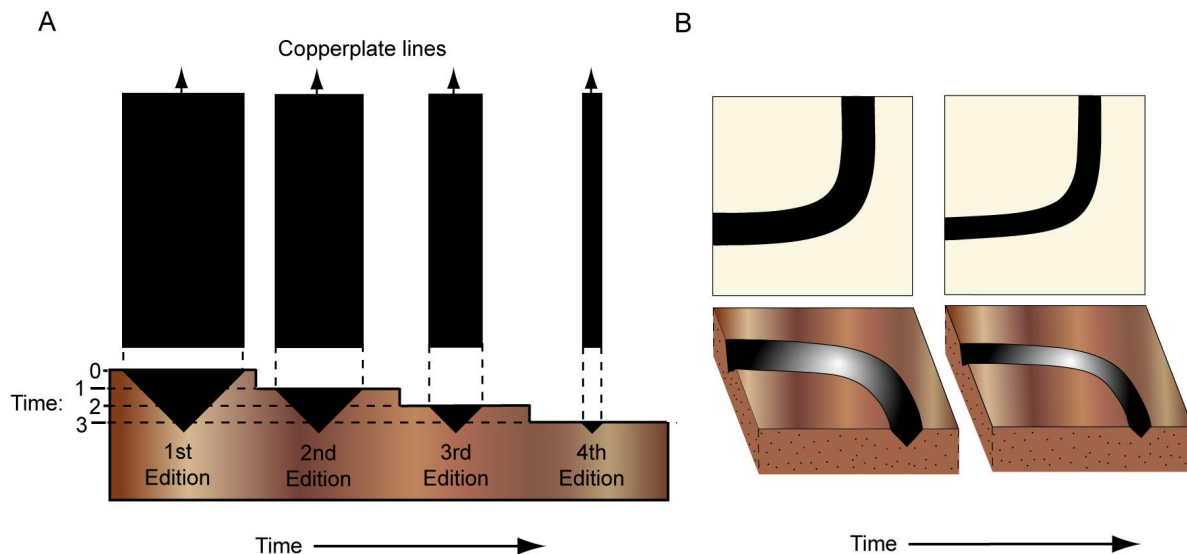 A
Copperplate lines
Time:
0
1
2
3
1st
Edition
2nd
Edition
3rd
Edition
4th
Edition
Time
B
Time